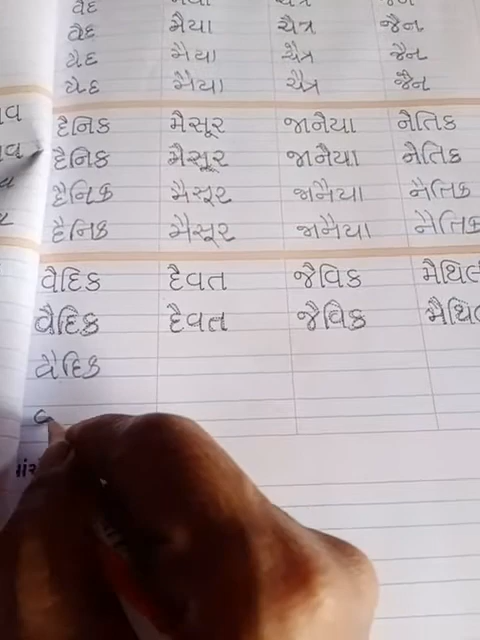 વૈદ
વૈદ મૈયા ચૈત્ર જૈન
વૈદ મૈયા ચૈત્ર જૈન
વૈદ મૈયા ચૈત્ર જૈન
દૈનિક મૈસૂર જાનૈયા નૈતિક
દૈનિક મૈસૂર જાનૈયા નૈતિક
દૈનિક મૈસૂર જાનૈયા નૈતિક
દૈનિક મૈસૂર જાનૈયા નૈતિક
વૈદિક દૈવત જૈવિક મૈથિલ
વૈદિક દૈવત જૈવિક મૈથિ
વૈદિક